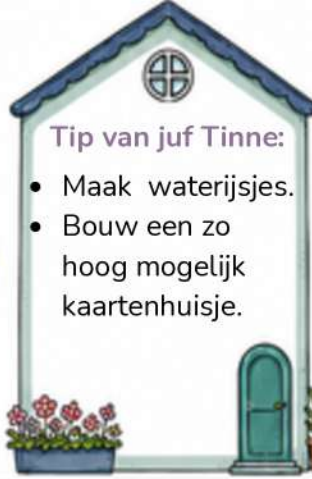 Tip van juf Tinne:
• Maak waterijsjes.
• Bouw een zo
hoog mogelijk
kaartenhuisje.